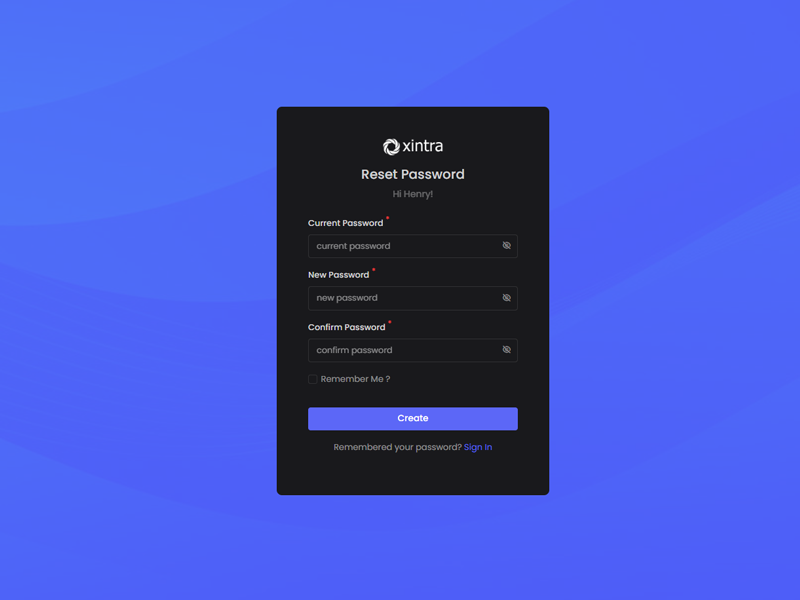 xintra
Reset Password
Hi Henry!
Current Password *
current password
New Password *
new password
Confirm Password *
confirm password
Remember Me ?
Create
Remembered your password? Sign In